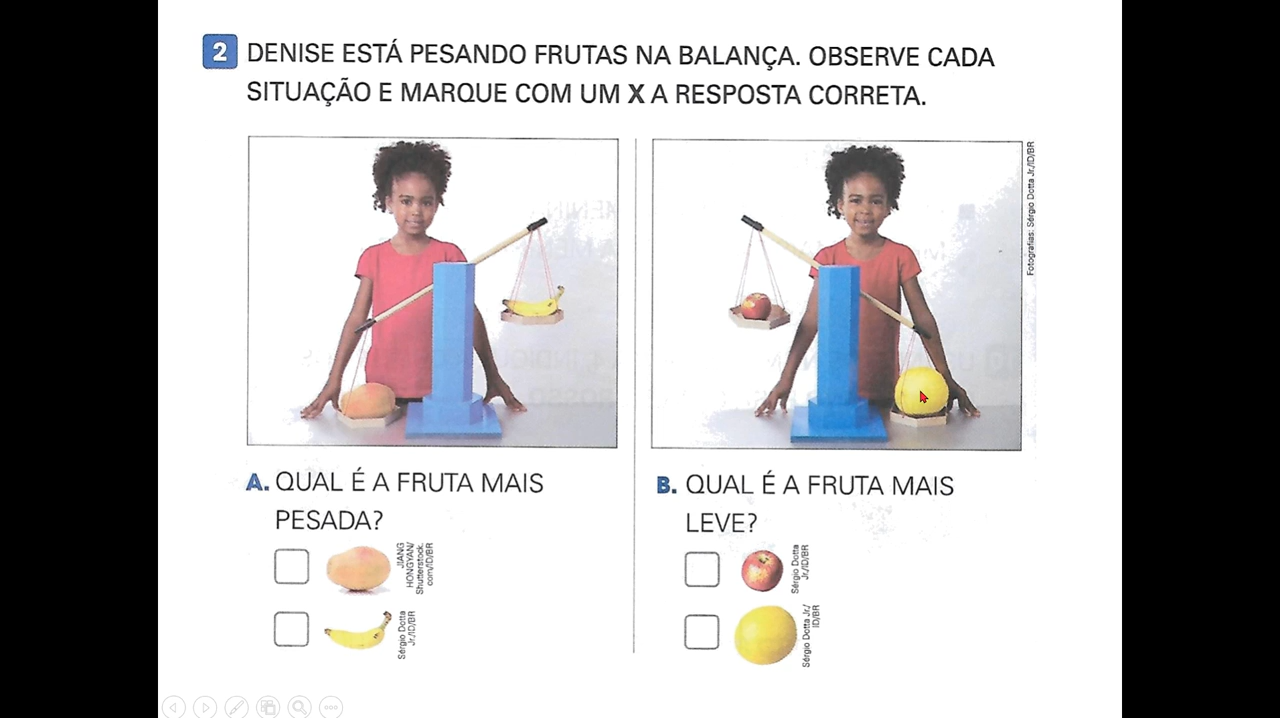 2 DENISE ESTÁ PESANDO FRUTAS NA BALANÇA. OBSERVE CADA
SITUAÇÃO E MARQUE COM UM X A RESPOSTA CORRETA.
Fotografias: Sérgio Dotta Jr./ID/BR
A. QUAL É A FRUTA MAIS
PESADA?
JIANG
HONGYAN/
Shutterstock.
com/ID/BR
Sérgio Dotta
Jr./ID/BR
B. QUAL É A FRUTA MAIS
LEVE?
Sérgio Dotta
Jr./ID/BR
Sérgio Dotta Jr./
ID/BR